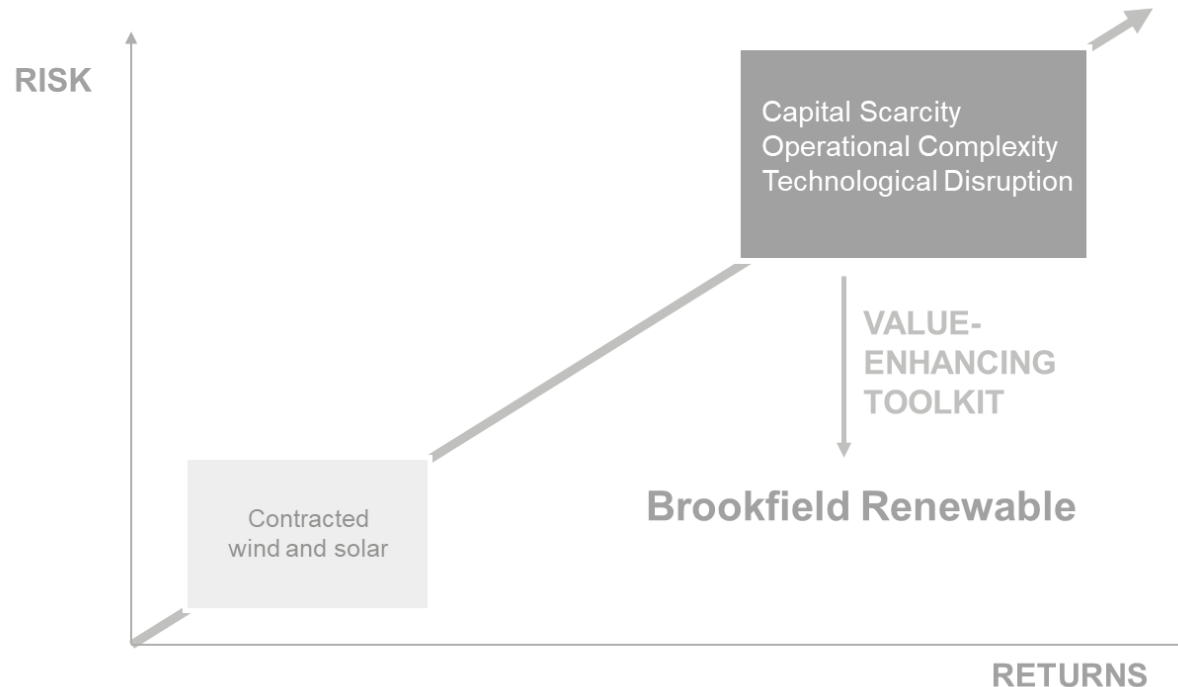 RISK
Capital Scarcity
Operational Complexity
Technological Disruption
VALUE-
ENHANCING
TOOLKIT
Contracted
wind and solar
Brookfield Renewable
RETURNS